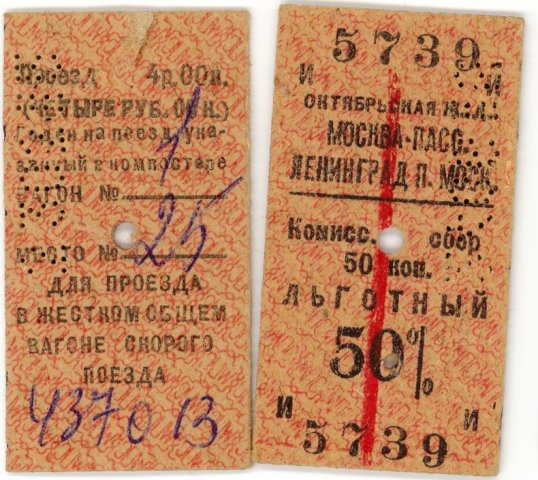 Проезд 4р.00к.
(ЧЕТЫРЕ РУБ. 00 К.)
Годен на поезд, ука-
занный в компостере
ВАГОН № 1
МЕСТО № 25
ДЛЯ ПРОЕЗДА
В ЖЕСТКОМ ОБЩЕМ
ВАГОНЕ СКОРОГО
ПОЕЗДА
437013
5739
И И
ОКТЯБРЬСКАЯ Ж.Д.
МОСКВА-ПАСС.
ЛЕНИНГРАД П. МОСК
Комисс. сбор
50 коп.
ЛЬГОТНЫЙ
50%
И И
5739